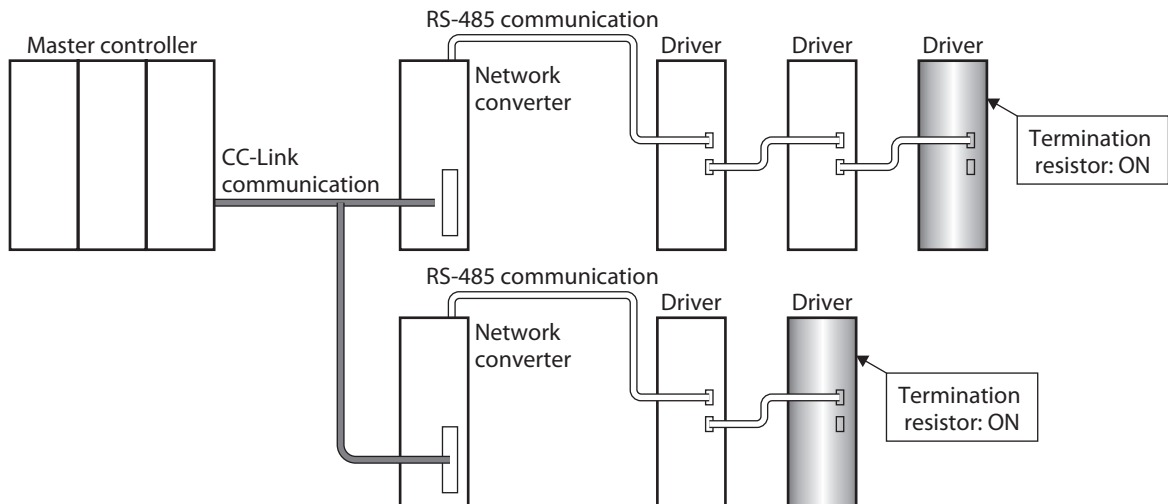 RS-485 communication
Master controller
Driver
Driver
Driver
Network
converter
Termination
resistor: ON
CC-Link
communication
RS-485 communication
Driver
Driver
Network
converter
Termination
resistor: ON